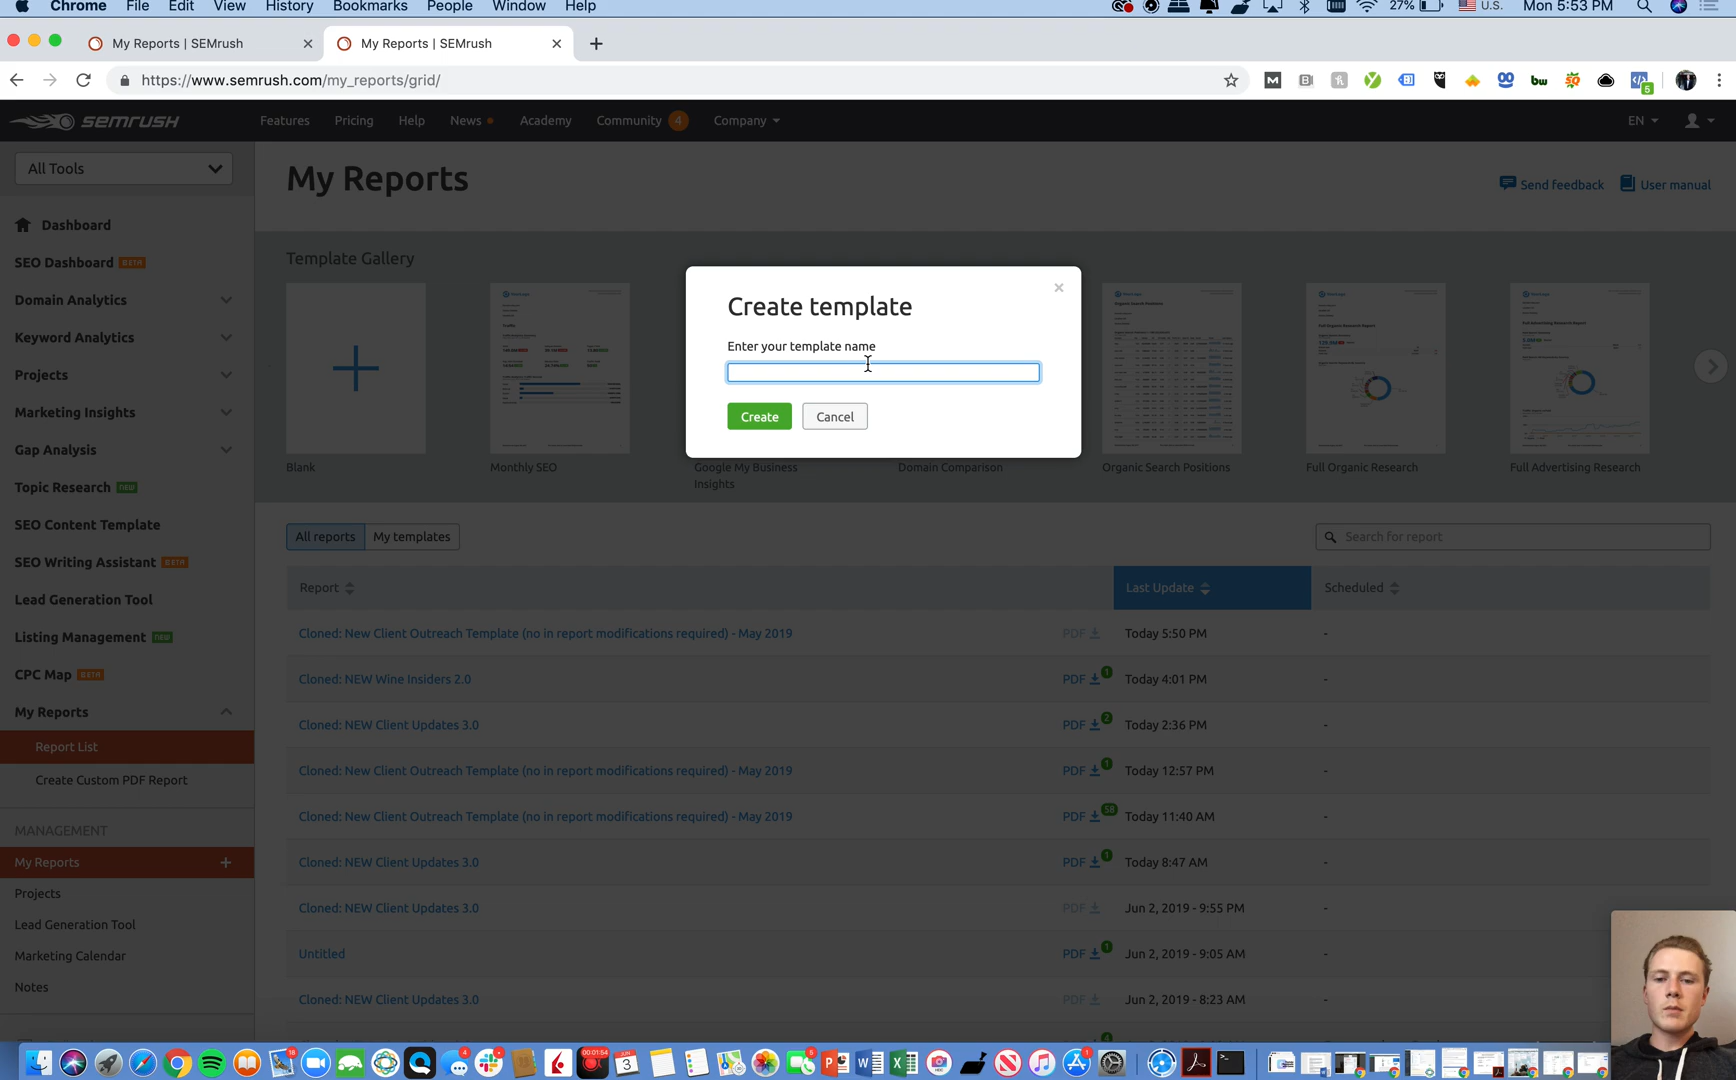 Chrome File Edit View History Bookmarks People Window Help 27% U.S. Mon 5:53 PM
My Reports | SEMrush My Reports | SEMrush
https://www.semrush.com/my_reports/grid/
5
SEMRUSH Features Pricing Help News Academy Community 4 Company EN
All Tools
My Reports
Send feedback User manual
Dashboard
SEO Dashboard BETA
Domain Analytics
Keyword Analytics
Projects
Marketing Insights
Gap Analysis
Topic Research NEW
SEO Content Template
SEO Writing Assistant BETA
Lead Generation Tool
Listing Management NEW
CPC Map BETA
My Reports
Report List
Create Custom PDF Report
MANAGEMENT
My Reports +
Projects
Lead Generation Tool
Marketing Calendar
Notes
Template Gallery
Blank
Monthly SEO
Google My Business
Insights
Domain Comparison
Organic Search Positions
Full Organic Research
Full Advertising Research
Create template
Enter your template name
Create Cancel
All reports My templates
Search for report
Report Last Update Scheduled
Cloned: New Client Outreach Template (no in report modifications required) - May 2019 PDF Today 5:50 PM -
Cloned: NEW Wine Insiders 2.0 PDF 1 Today 4:01 PM -
Cloned: NEW Client Updates 3.0 PDF 2 Today 2:36 PM -
Cloned: New Client Outreach Template (no in report modifications required) - May 2019 PDF 1 Today 12:57 PM -
Cloned: New Client Outreach Template (no in report modifications required) - May 2019 PDF 58 Today 11:40 AM -
Cloned: NEW Client Updates 3.0 PDF 1 Today 8:47 AM -
Cloned: NEW Client Updates 3.0 PDF Jun 2, 2019 - 9:55 PM -
Untitled PDF 1 Jun 2, 2019 - 9:05 AM -
Cloned: NEW Client Updates 3.0 PDF Jun 2, 2019 - 8:23 AM -